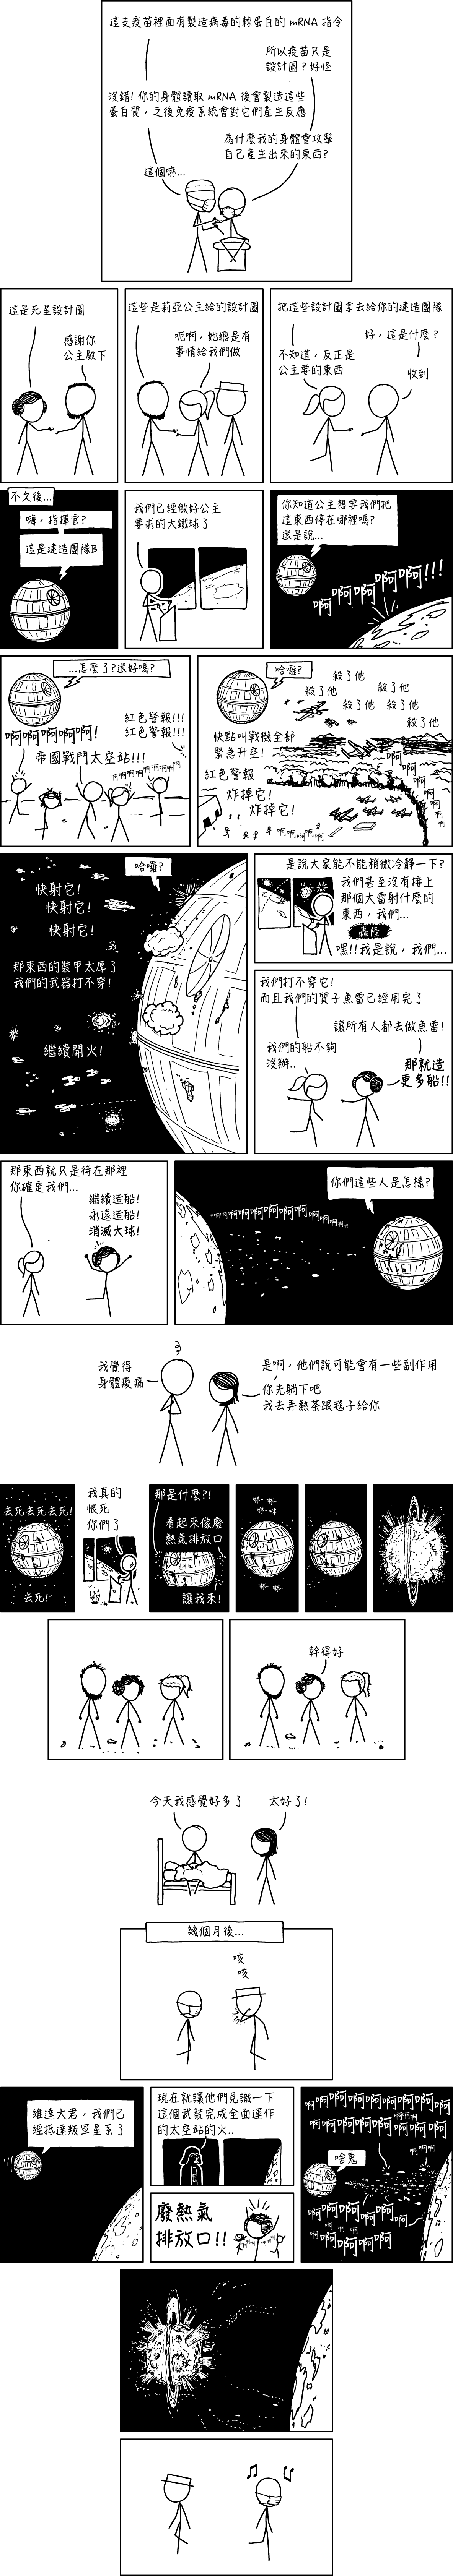 這支疫苗裡面有製造病毒的棘蛋白的 mRNA 指令
所以疫苗只是
設計圖？好怪
沒錯！你的身體讀取 mRNA 後會製造這些
蛋白質，之後免疫系統會對它們產生反應
為什麼我的身體會攻擊
自己產生出來的東西?
這個嘛...
這是死星設計圖
感謝你
公主殿下
這些是莉亞公主給的設計圖
呃啊，她總是有
事情給我們做
把這些設計圖拿去給你的建造團隊
好，這是什麼？
不知道，反正是
公主要的東西
收到
不久後...
嗨，指揮官?
這是建造團隊B
我們已經做好公主
要求的大鐵球了
你知道公主想要我們把
這東西停在哪裡嗎?
還是說...
啊啊啊啊啊!!!
...怎麼了?還好嗎?
啊啊啊啊啊!
紅色警報!!!
紅色警報!!!
帝國戰鬥太空站!!!
啊啊啊啊啊啊啊
哈囉?
殺了他
殺了他
殺了他
殺了他 殺了他
快點叫戰機全部
緊急升空!
紅色警報
炸掉它!
炸掉它!
啊啊啊啊
哈囉?
快射它!
快射它!
快射它!
那東西的裝甲太厚了
我們的武器打不穿!
繼續開火!
是說大家能不能稍微冷靜一下？
我們甚至沒有接上
那個大雷射什麼的
東西，我們...
嘿!!我是說，我們...
我們打不穿它!
而且我們的質子魚雷已經用完了
讓所有人都去做魚雷!
我們的船不夠
沒辦..
那就造
更多船!!
那東西就只是待在那裡
你確定我們...
繼續造船!
永遠造船!
消滅大球!
你們這些人是怎樣?
啊啊啊啊啊啊啊啊啊啊
我覺得
身體痠痛
是啊，他們說可能會有一些副作用
你先躺下吧
我去弄熱茶跟毯子給你
去死去死去死!
去死!
我真的
恨死
你們了
那是什麼?!
看起來像廢
熱氣排放口
讓我來!
幹得好
今天我感覺好多了
太好了!
幾個月後...
咳
咳
維達大君，我們已
經抵達叛軍星系了
現在就讓他們見識一下
這個武裝完成全面運作
的太空站的火..
廢熱氣
排放口!!
啥鬼